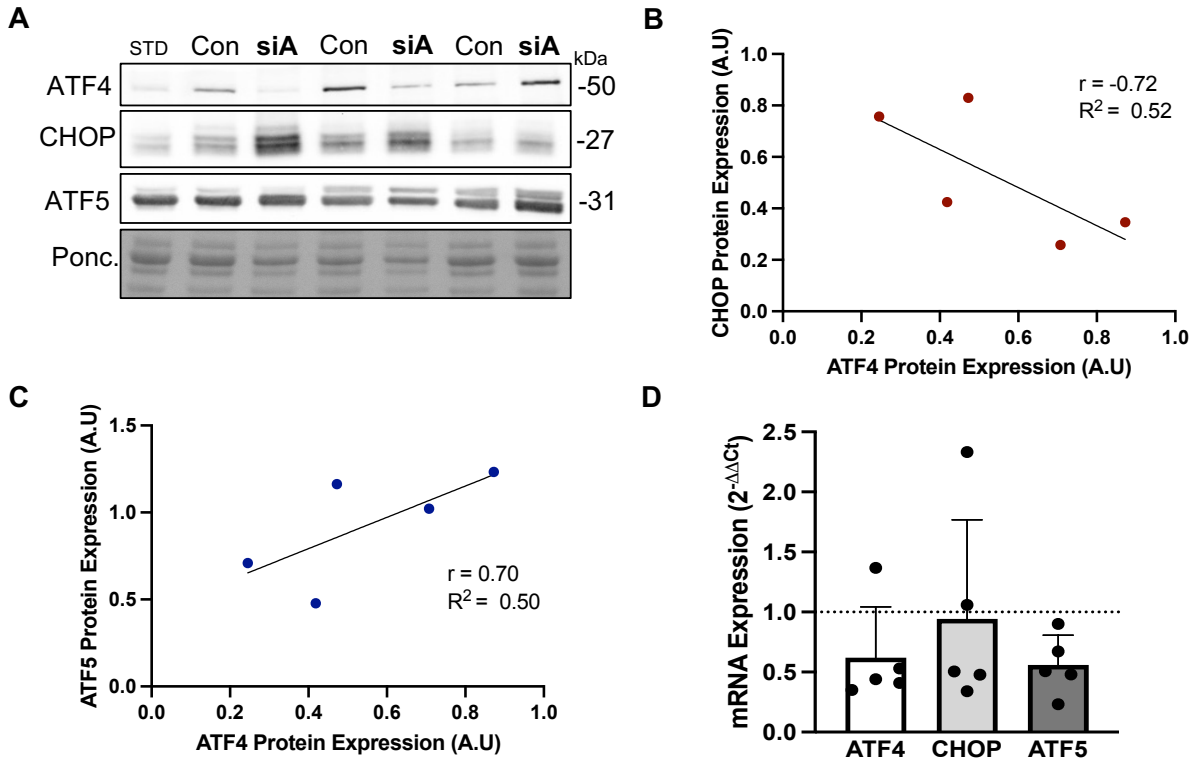 A
STD Con siA Con siA Con siA
kDa
ATF4 -50
CHOP -27
ATF5 -31
Ponc.
B
CHOP Protein Expression (A.U)
1.0
0.8
0.6
0.4
0.2
0.0
r = -0.72
R2 = 0.52
0.0 0.2 0.4 0.6 0.8 1.0
ATF4 Protein Expression (A.U)
C
ATF5 Protein Expression (A.U)
1.5
1.0
0.5
0.0
r = 0.70
R2 = 0.50
0.0 0.2 0.4 0.6 0.8 1.0
ATF4 Protein Expression (A.U)
D
mRNA Expression (2-ΔΔCt)
2.5
2.0
1.5
1.0
0.5
0.0
ATF4 CHOP ATF5